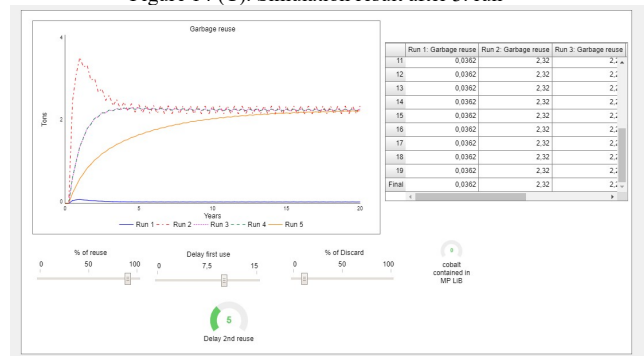 Garbage reuse
4
2
0
Tons
0 5 10 15 20
Years
Run 1 Run 2 Run 3 Run 4 Run 5
Run 1: Garbage reuse Run 2: Garbage reuse Run 3: Garbage reuse
11 0,0362 2,32
12 0,0362 2,32
13 0,0362 2,32
14 0,0362 2,32
15 0,0362 2,32
16 0,0362 2,32
17 0,0362 2,32
18 0,0362 2,32
19 0,0362 2,32
Final 0,0362 2,32
% of reuse
0 50 100
Delay first use
0 7,5 15
% of Discard
0 50 100
cobalt
contained in
MP LiB
5
Delay 2nd reuse